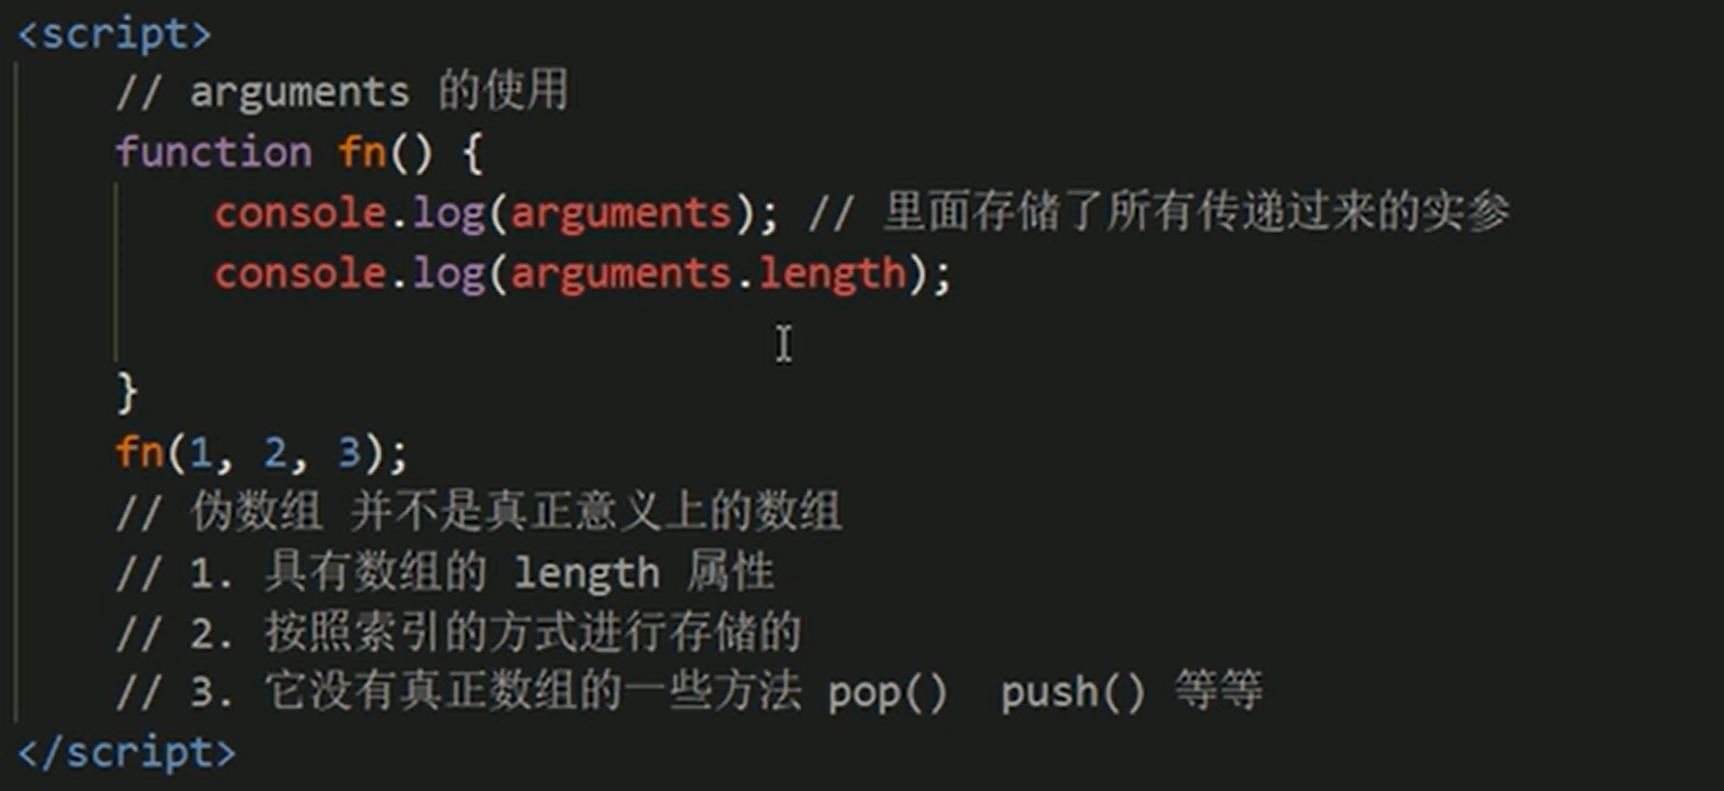 <script>
// arguments 的使用
function fn() {
console.log(arguments); // 里面存储了所有传递过来的实参
console.log(arguments.length);
}
fn(1, 2, 3);
// 伪数组 并不是真正意义上的数组
// 1. 具有数组的 length 属性
// 2. 按照索引的方式进行存储的
// 3. 它没有真正数组的一些方法 pop()  push() 等等
</script>